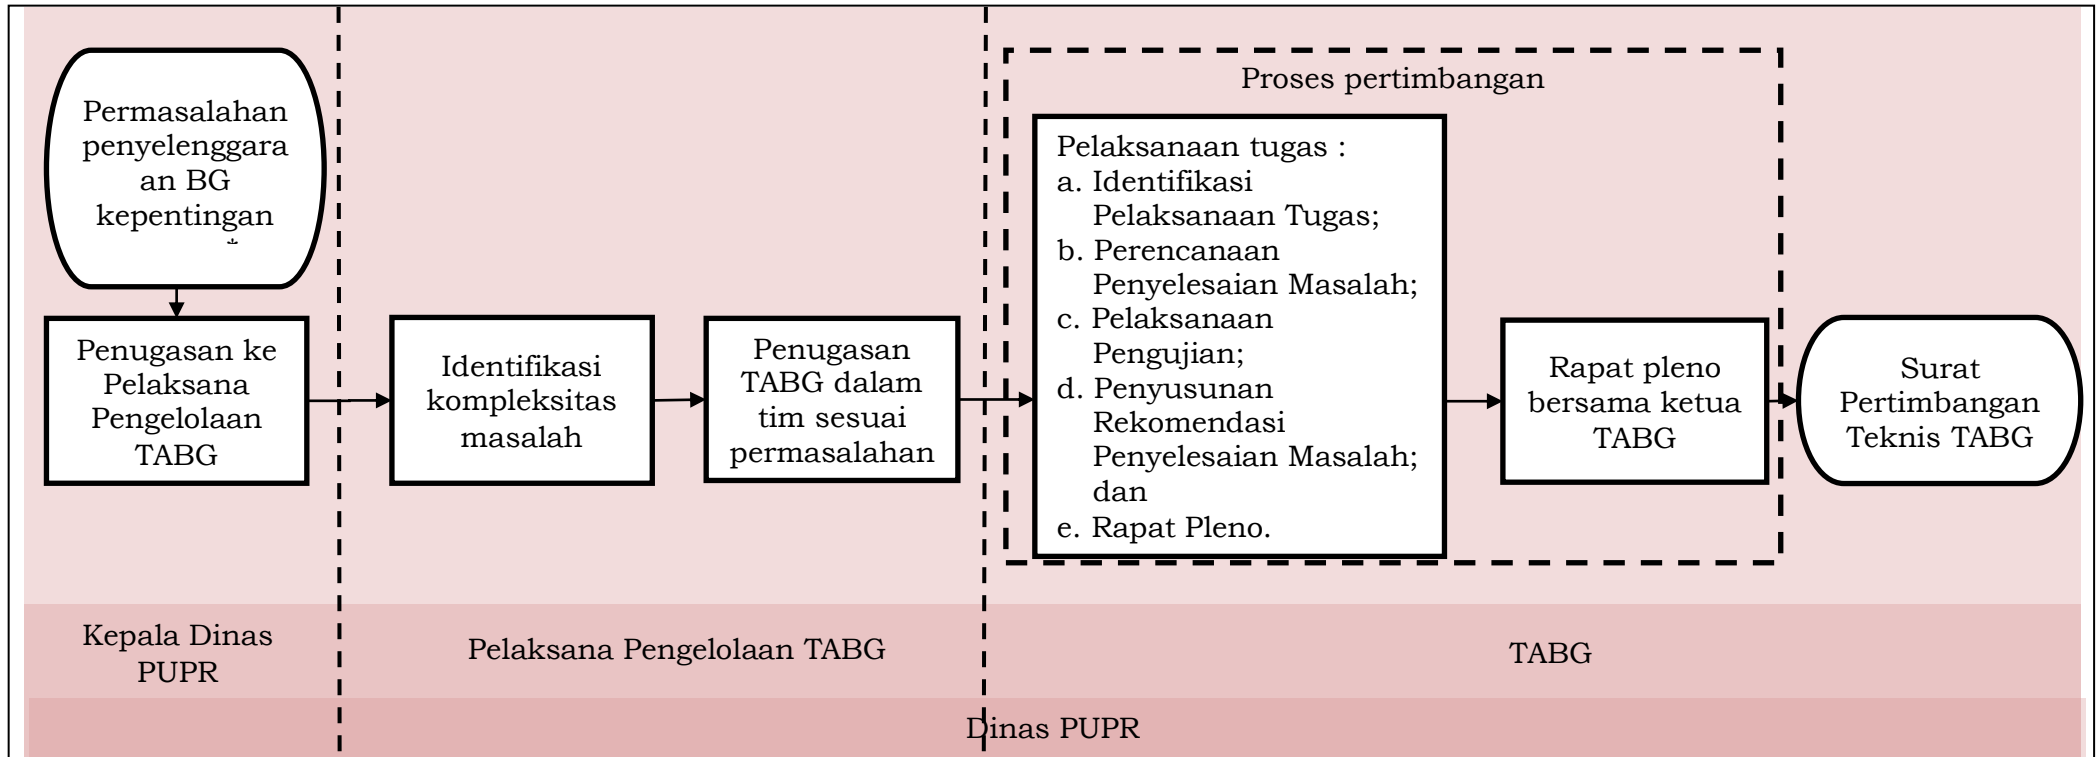 Permasalahan
penyelenggara
an BG
kepentingan
*
Penugasan ke
Pelaksana
Pengelolaan
TABG
Identifikasi
kompleksitas
masalah
Penugasan
TABG dalam
tim sesuai
permasalahan
Proses pertimbangan
Pelaksanaan tugas :
a. Identifikasi
Pelaksanaan Tugas;
b. Perencanaan
Penyelesaian Masalah;
c. Pelaksanaan
Pengujian;
d. Penyusunan
Rekomendasi
Penyelesaian Masalah;
dan
e. Rapat Pleno.
Rapat pleno
bersama ketua
TABG
Surat
Pertimbangan
Teknis TABG
Kepala Dinas
PUPR
Pelaksana Pengelolaan TABG
TABG
Dinas PUPR